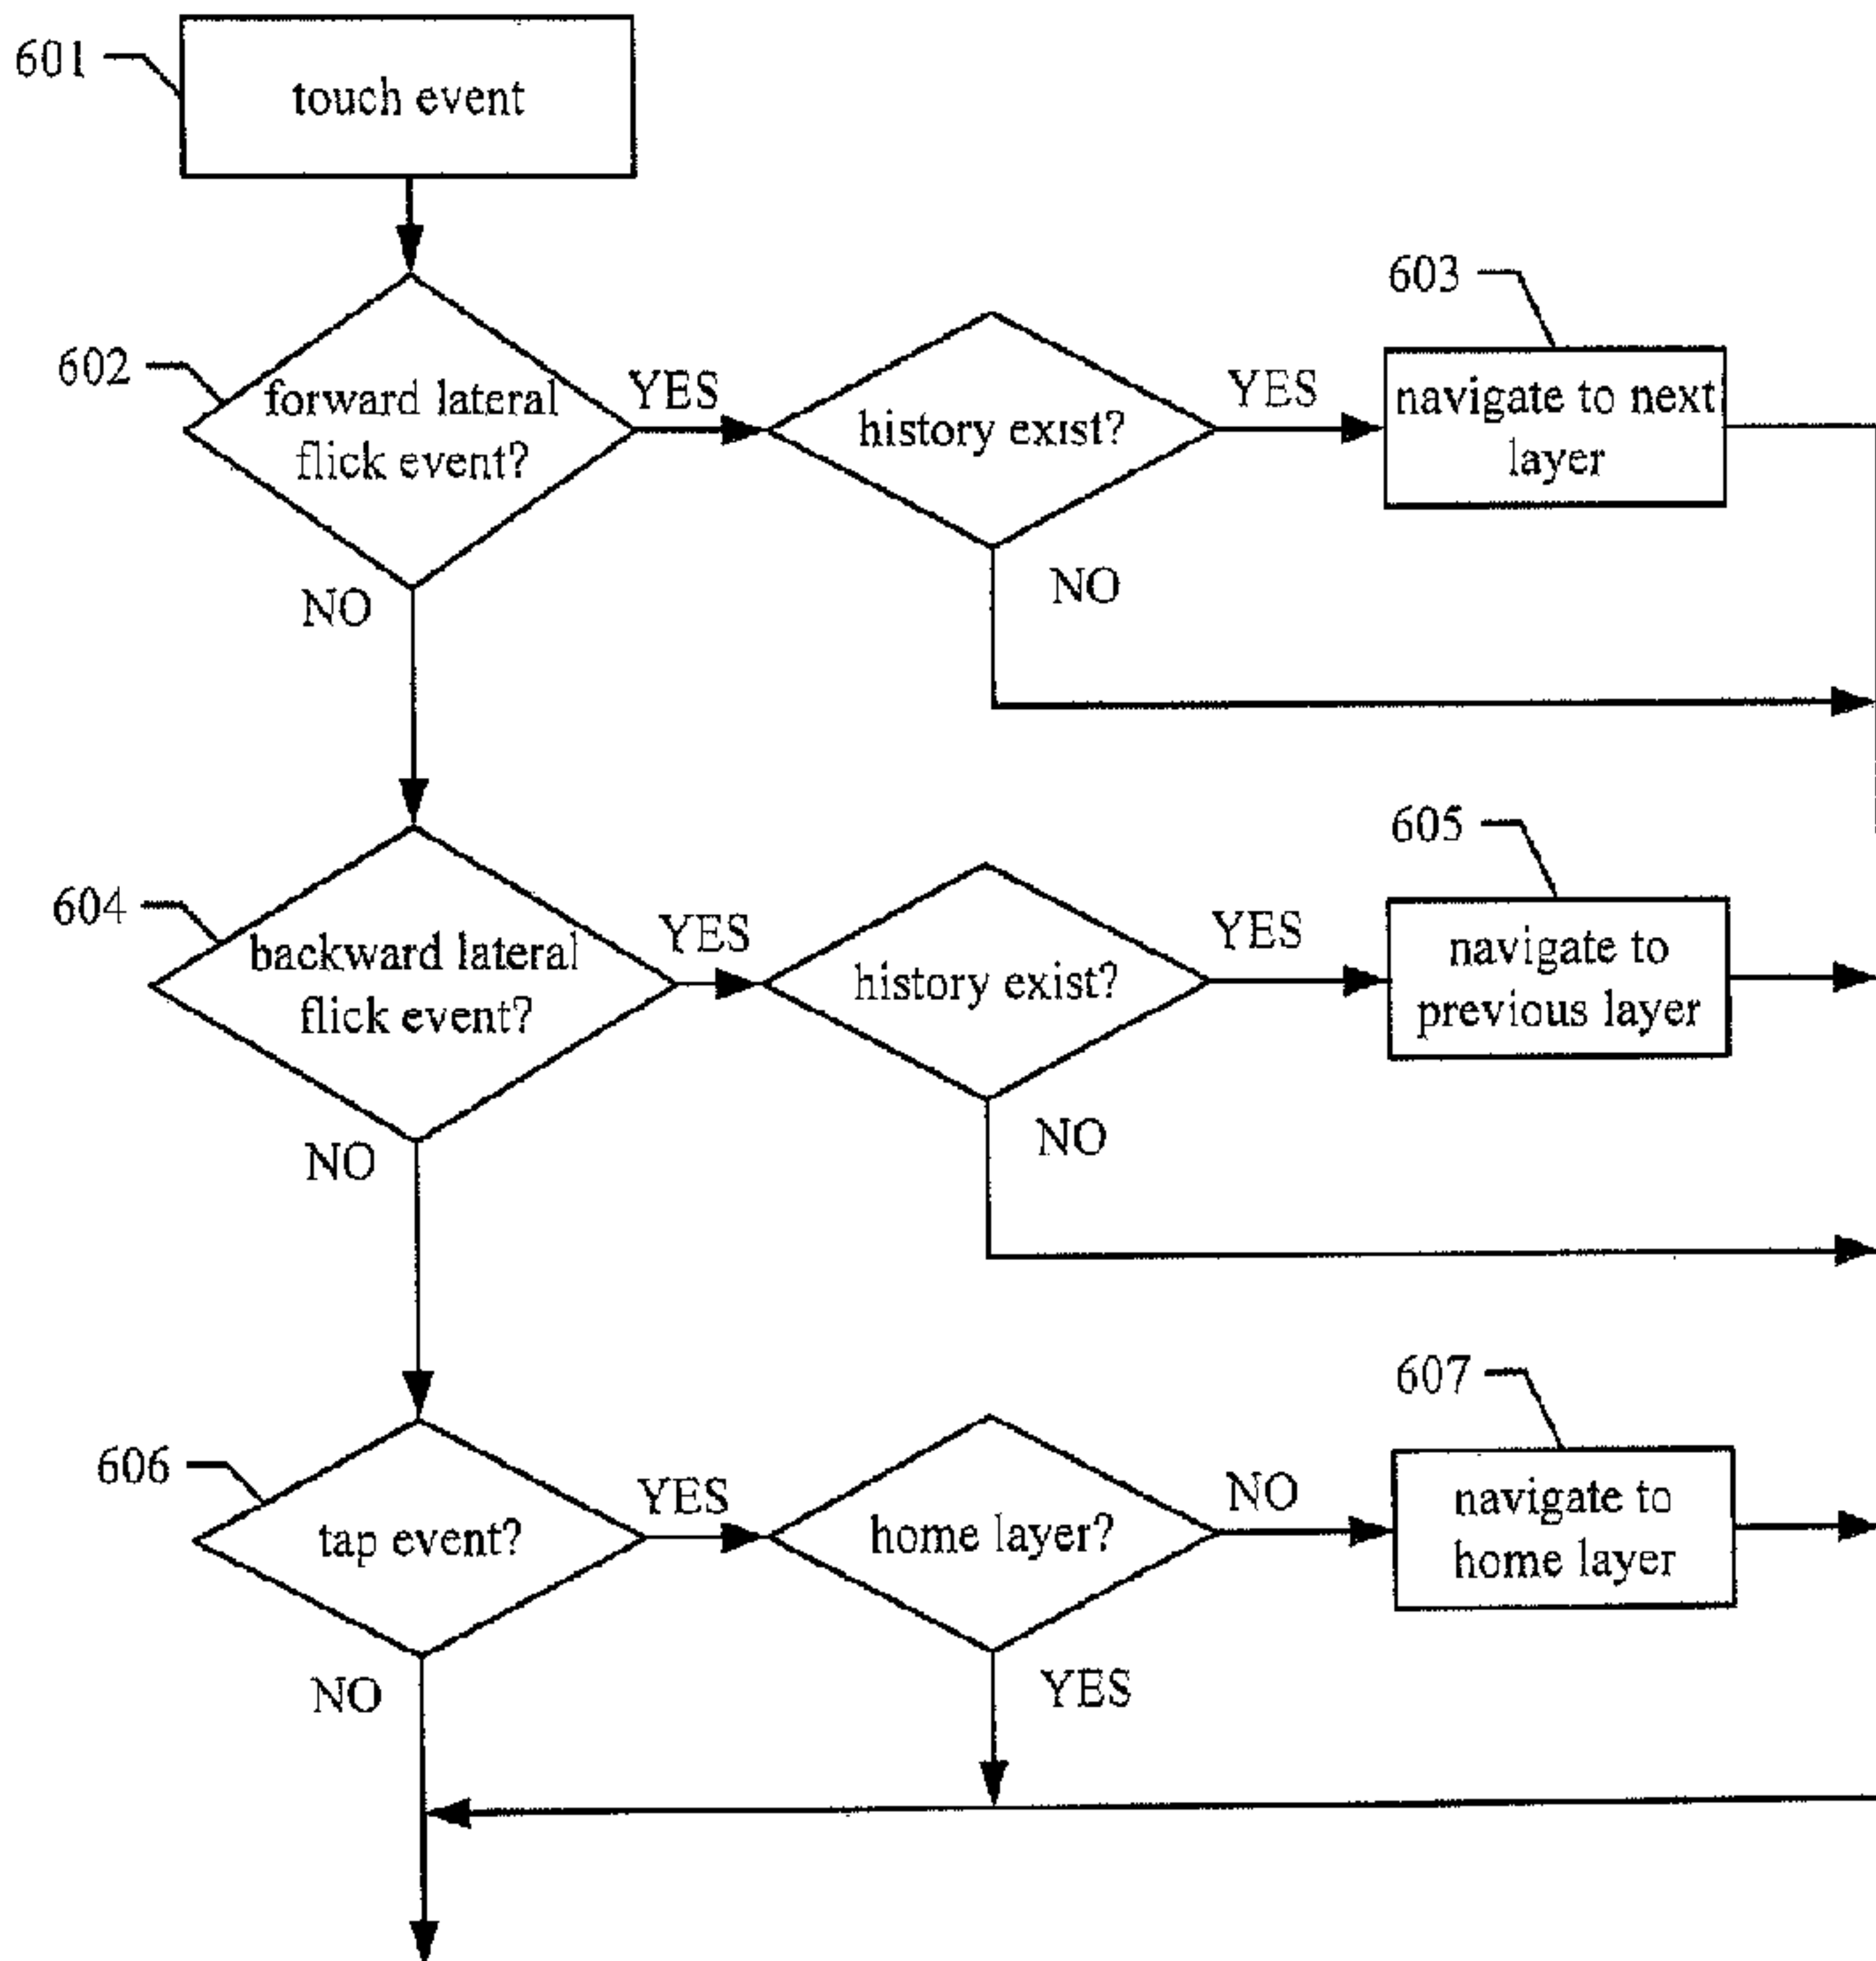 601
touch event
603
602
forward lateral
flick event?
YES
history exist?
YES
navigate to next
layer
NO
NO
605
604
backward lateral
flick event?
YES
history exist?
YES
navigate to
previous layer
NO
NO
607
606
tap event?
YES
home layer?
NO
navigate to
home layer
NO
YES